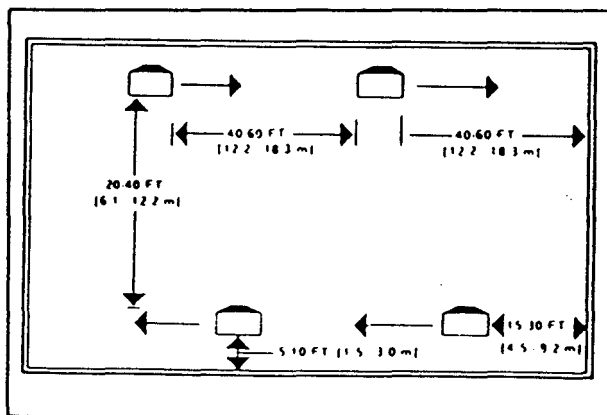 40-60 FT
[12.2 - 18.3 m]
40-60 FT
[12.2 - 18.3 m]
20-40 FT
[6.1 - 12.2 m]
15-30 FT
[4.5 - 9.2 m]
5-10 FT [1.5 - 3.0 m]